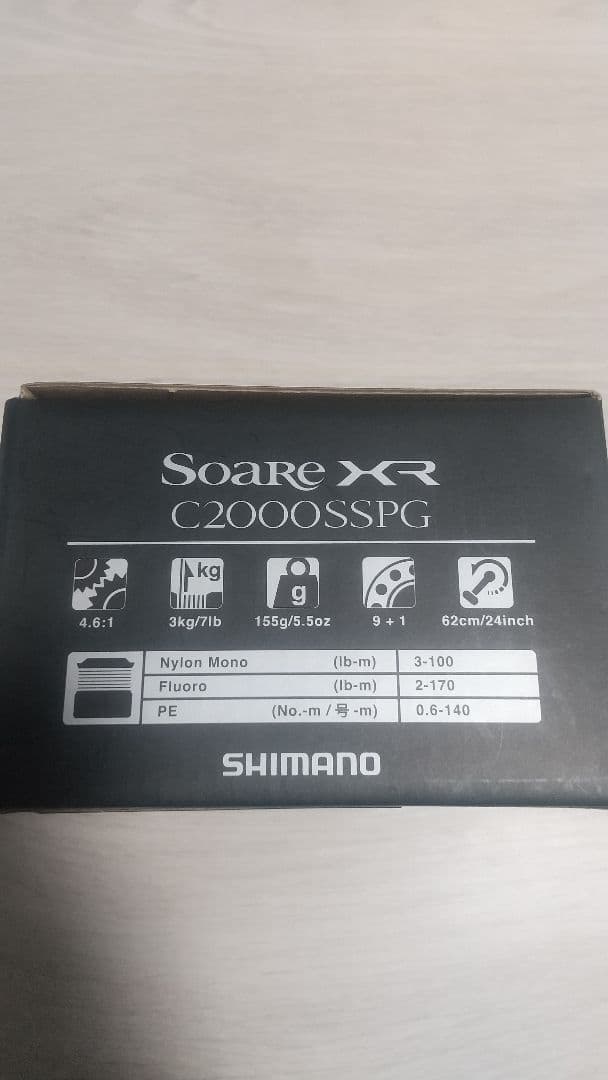 SOARE XR
C2000SSPG
kg
g
4.6:1 3kg/7lb 155g/5.5oz 9 + 1 62cm/24inch
Nylon Mono (lb-m) 3-100
Fluoro (lb-m) 2-170
PE (No.-m / 号 -m) 0.6-140
SHIMANO